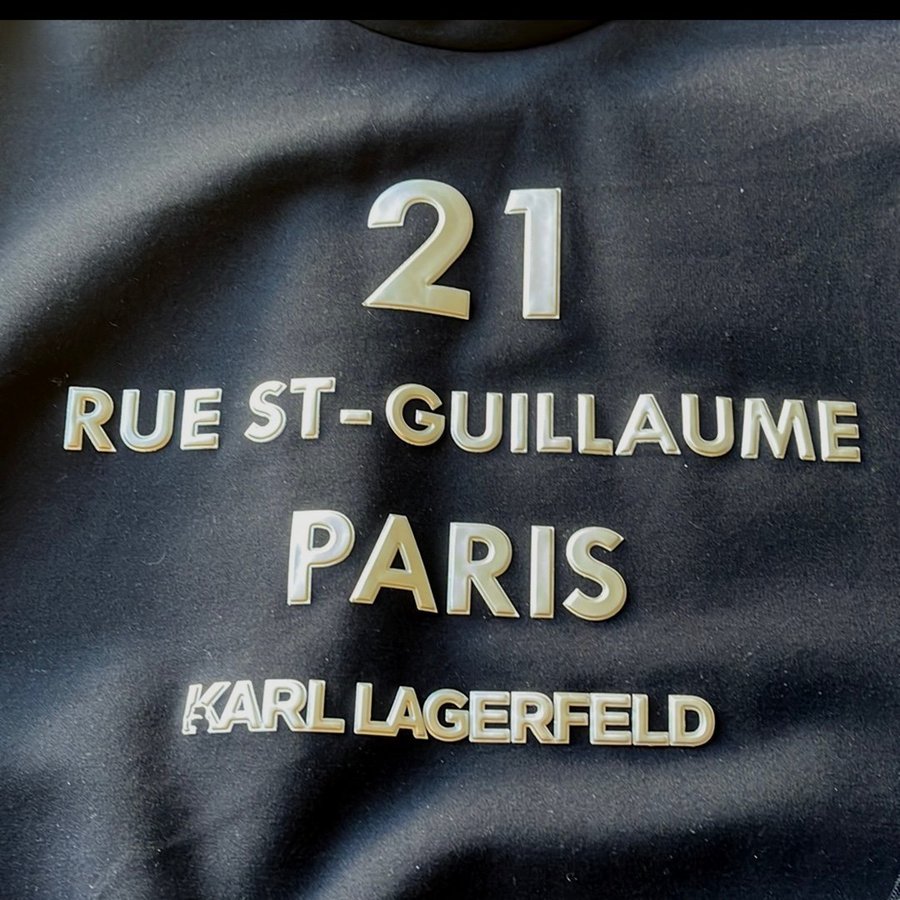 21
RUE ST-GUILLAUME
PARIS
KARL LAGERFELD